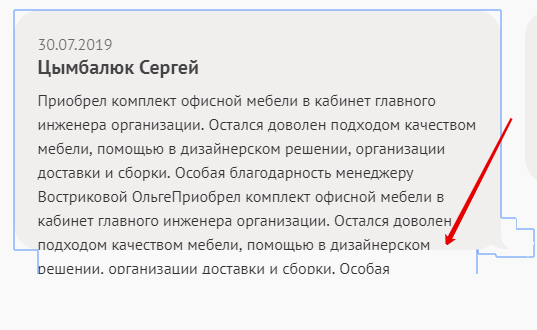 30.07.2019
Цымбалюк Сергей
Приобрел комплект офисной мебели в кабинет главного
инженера организации. Остался доволен подходом качеством
мебели, помощью в дизайнерском решении, организации
доставки и сборки. Особая благодарность менеджеру
Востриковой ОльгеПриобрел комплект офисной мебели в
кабинет главного инженера организации. Остался доволен
подходом качеством мебели, помощью в дизайнерском
решении, организации доставки и сборки. Особая